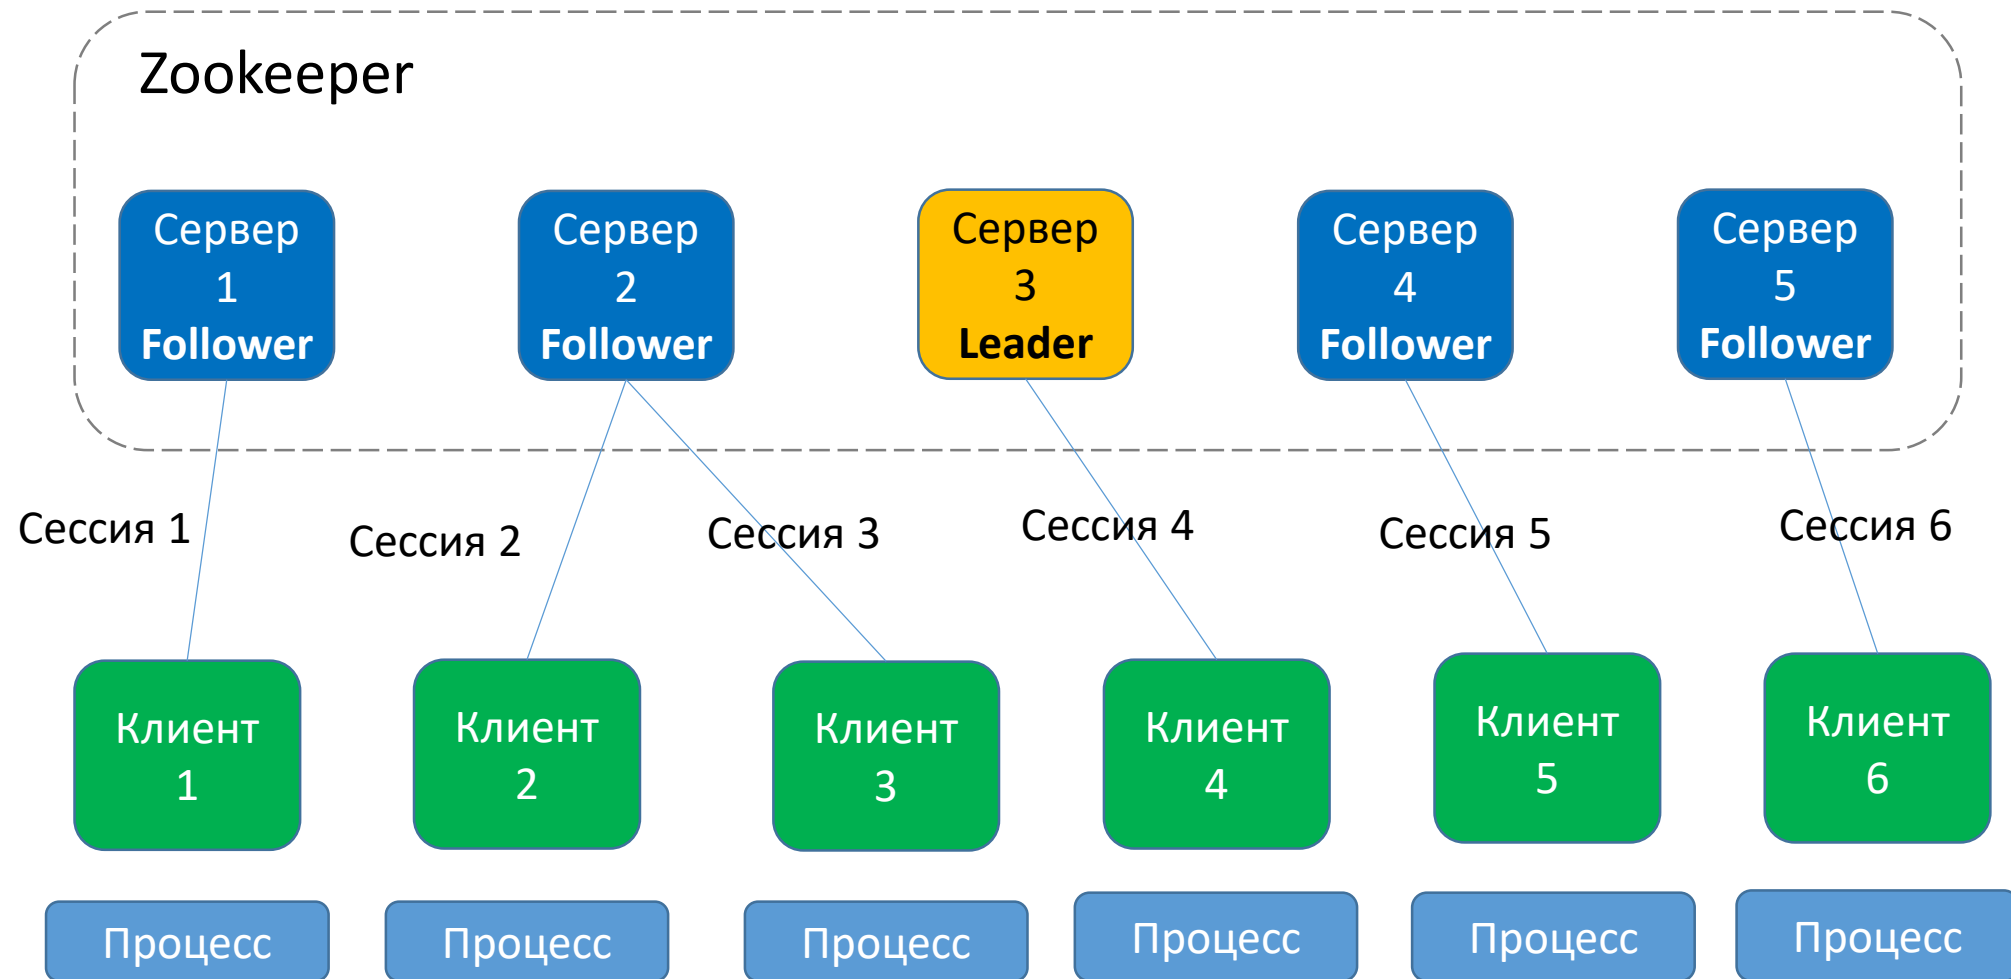 Zookeeper
Сервер
1
Follower
Сервер
2
Follower
Сервер
3
Leader
Сервер
4
Follower
Сервер
5
Follower
Сессия 1
Сессия 2
Сессия 3
Сессия 4
Сессия 5
Сессия 6
Клиент
1
Клиент
2
Клиент
3
Клиент
4
Клиент
5
Клиент
6
Процесс
Процесс
Процесс
Процесс
Процесс
Процесс